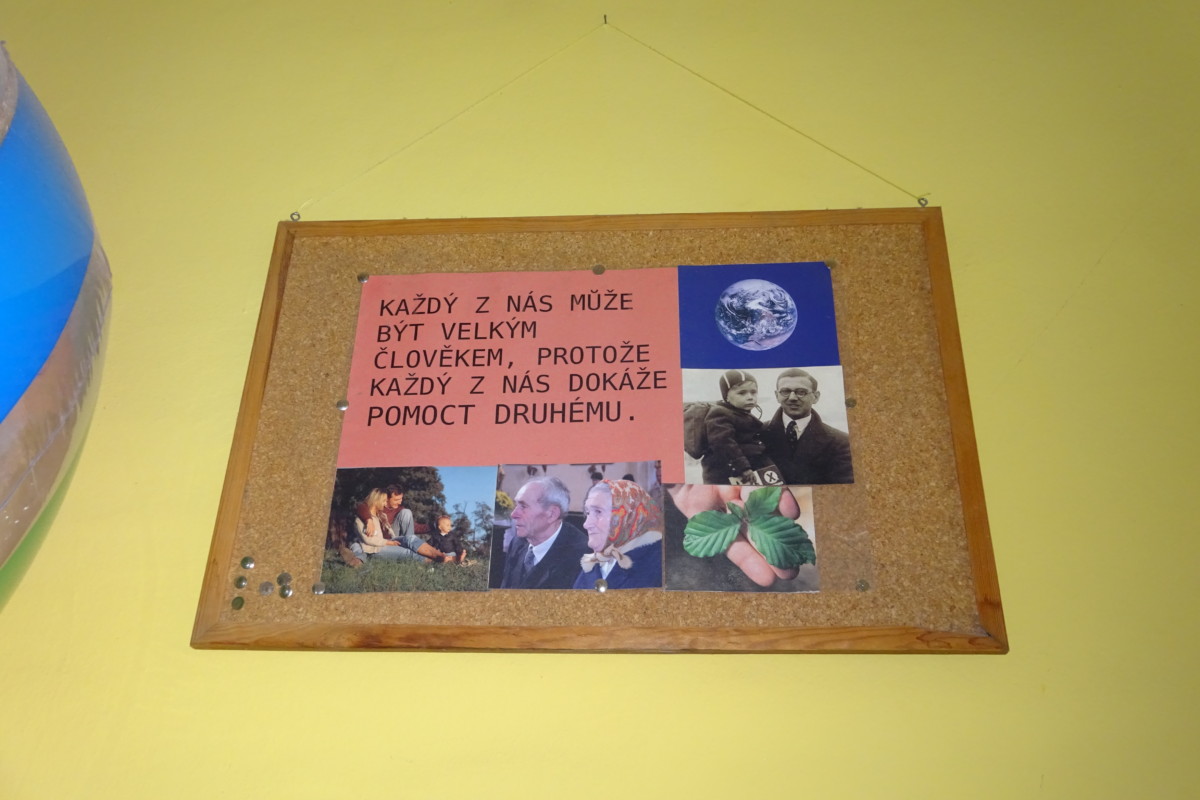 KAŽDÝ Z NÁS MŮŽE
BÝT VELKÝM
ČLOVĚKEM, PROTOŽE
KAŽDÝ Z NÁS DOKÁŽE
POMOCT DRUHÉMU.